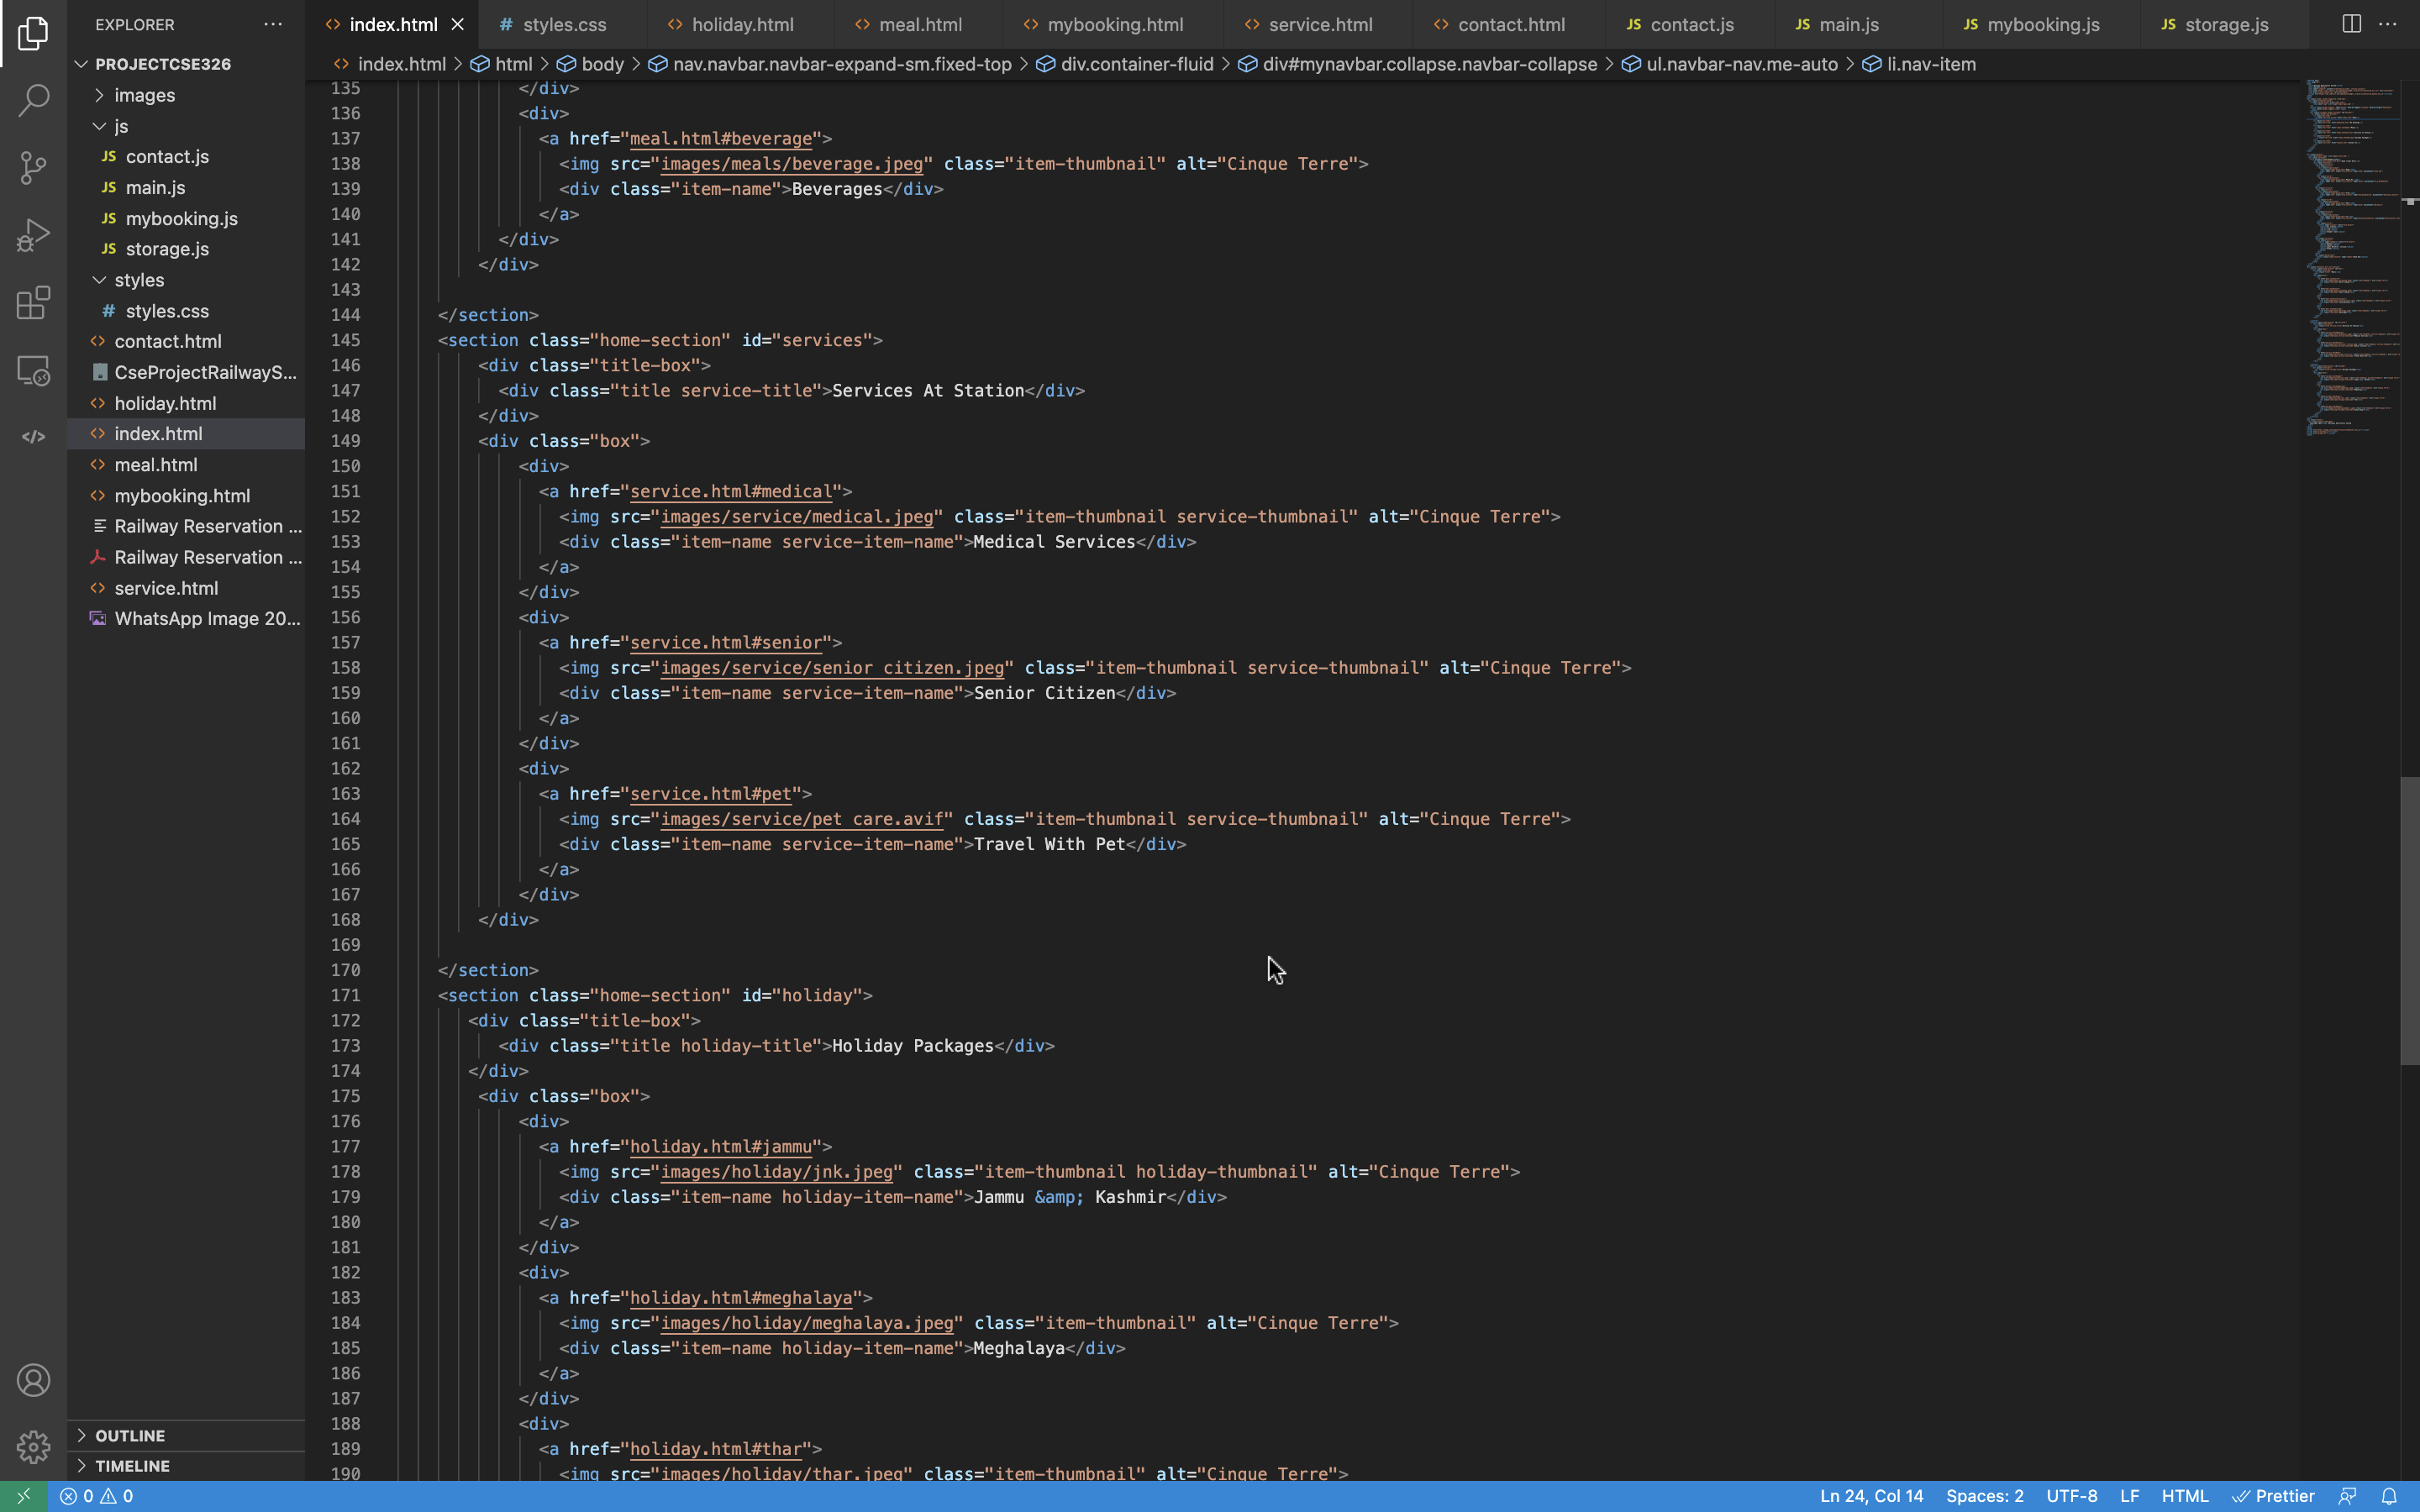 EXPLORER
PROJECTCSE326
images
js
JS contact.js
JS main.js
JS mybooking.js
JS storage.js
styles
# styles.css
<> contact.html
CseProjectRailwayS...
<> holiday.html
<> index.html
<> meal.html
<> mybooking.html
Railway Reservation ...
Railway Reservation ...
<> service.html
WhatsApp Image 20...
OUTLINE
TIMELINE
<> index.html # styles.css <> holiday.html <> meal.html <> mybooking.html <> service.html <> contact.html JS contact.js JS main.js JS mybooking.js JS storage.js
<> index.html > html > body > nav.navbar.navbar-expand-sm.fixed-top > div.container-fluid > div#mynavbar.collapse.navbar-collapse > ul.navbar-nav.me-auto > li.nav-item
135 </div>
136 <div>
137 <a href="meal.html#beverage">
138 <img src="images/meals/beverage.jpeg" class="item-thumbnail" alt="Cinque Terre">
139 <div class="item-name">Beverages</div>
140 </a>
141 </div>
142 </div>
143
144 </section>
145 <section class="home-section" id="services">
146 <div class="title-box">
147 <div class="title service-title">Services At Station</div>
148 </div>
149 <div class="box">
150 <div>
151 <a href="service.html#medical">
152 <img src="images/service/medical.jpeg" class="item-thumbnail service-thumbnail" alt="Cinque Terre">
153 <div class="item-name service-item-name">Medical Services</div>
154 </a>
155 </div>
156 <div>
157 <a href="service.html#senior">
158 <img src="images/service/senior citizen.jpeg" class="item-thumbnail service-thumbnail" alt="Cinque Terre">
159 <div class="item-name service-item-name">Senior Citizen</div>
160 </a>
161 </div>
162 <div>
163 <a href="service.html#pet">
164 <img src="images/service/pet care.avif" class="item-thumbnail service-thumbnail" alt="Cinque Terre">
165 <div class="item-name service-item-name">Travel With Pet</div>
166 </a>
167 </div>
168 </div>
169
170 </section>
171 <section class="home-section" id="holiday">
172 <div class="title-box">
173 <div class="title holiday-title">Holiday Packages</div>
174 </div>
175 <div class="box">
176 <div>
177 <a href="holiday.html#jammu">
178 <img src="images/holiday/jnk.jpeg" class="item-thumbnail holiday-thumbnail" alt="Cinque Terre">
179 <div class="item-name holiday-item-name">Jammu &amp; Kashmir</div>
180 </a>
181 </div>
182 <div>
183 <a href="holiday.html#meghalaya">
184 <img src="images/holiday/meghalaya.jpeg" class="item-thumbnail" alt="Cinque Terre">
185 <div class="item-name holiday-item-name">Meghalaya</div>
186 </a>
187 </div>
188 <div>
189 <a href="holiday.html#thar">
190 <img src="images/holiday/thar.jpeg" class="item-thumbnail" alt="Cinque Terre">
0 0 Ln 24, Col 14 Spaces: 2 UTF-8 LF HTML Prettier